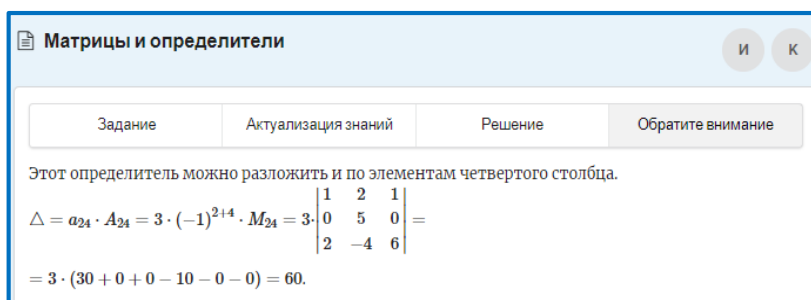 Матрицы и определители
И К
Задание Актуализация знаний Решение Обратите внимание
Этот определитель можно разложить и по элементам четвертого столбца.
1 2 1
△ = a₂₄ · A₂₄ = 3 · (−1)²⁺⁴ · M₂₄ = 3· |0 5 0| =
2 −4 6
= 3 · (30 + 0 + 0 − 10 − 0 − 0) = 60.